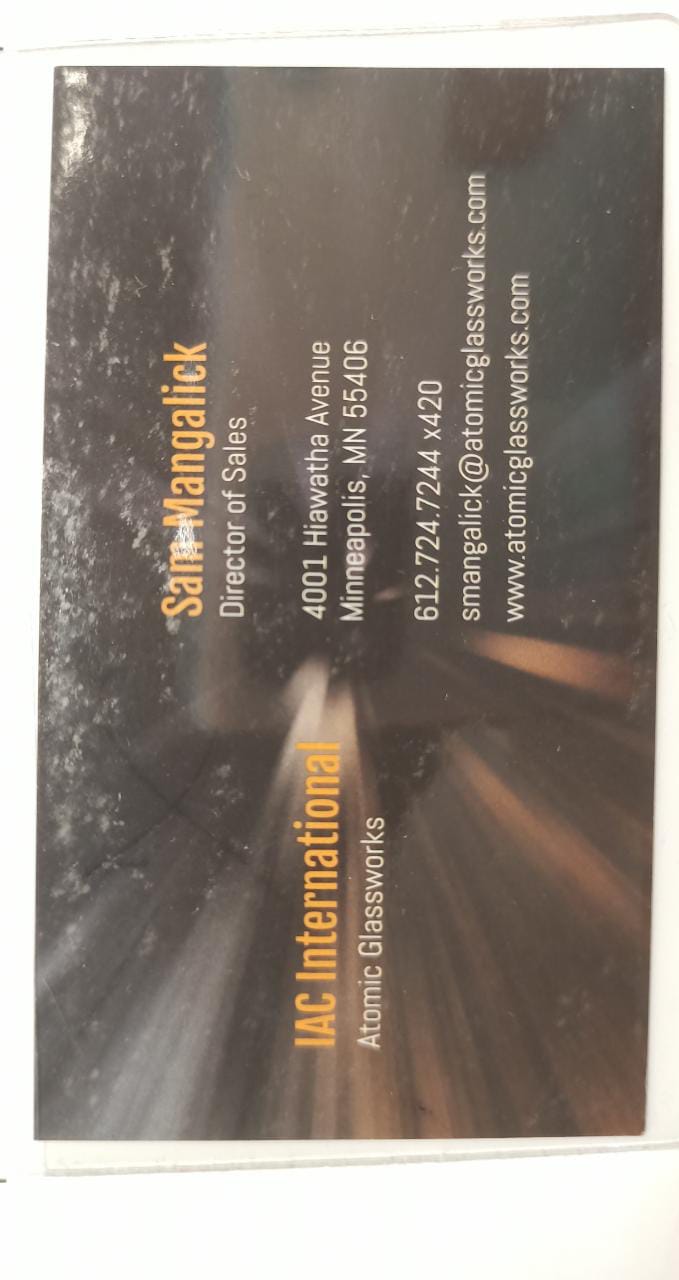 IAC International
Atomic Glassworks
Sam Mangalick
Director of Sales
4001 Hiawatha Avenue
Minneapolis, MN 55406
612.724.7244 x420
smangalick@atomicglassworks.com
www.atomicglassworks.com